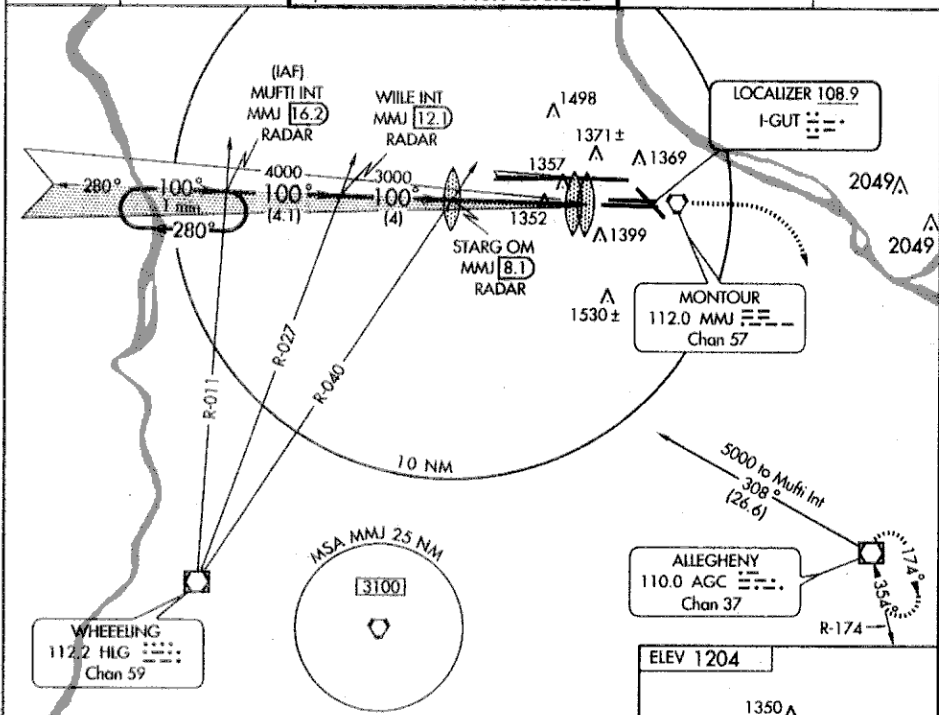 (IAF)
MUFTI INT
MMJ 16.2
RADAR
WIILE INT
MMJ 12.1
RADAR
1498
1371 ±
1357
1369
LOCALIZER 108.9
I-GUT
2049
2049
4000
3000
280°
100°
1 min
280°
100°
(4.1)
100°
(4)
1352
1399
STARG OM
MMJ 8.1
RADAR
1530 ±
MONTOUR
112.0 MMJ
Chan 57
R-011
R-027
R-040
10 NM
5000 to Mufti Int
308°
(26.6)
MSA MMJ 25 NM
3100
ALLEGHENY
110.0 AGC
Chan 37
174°
354°
R-174
WHEEELING
112.2 HLG
Chan 59
ELEV 1204
1350